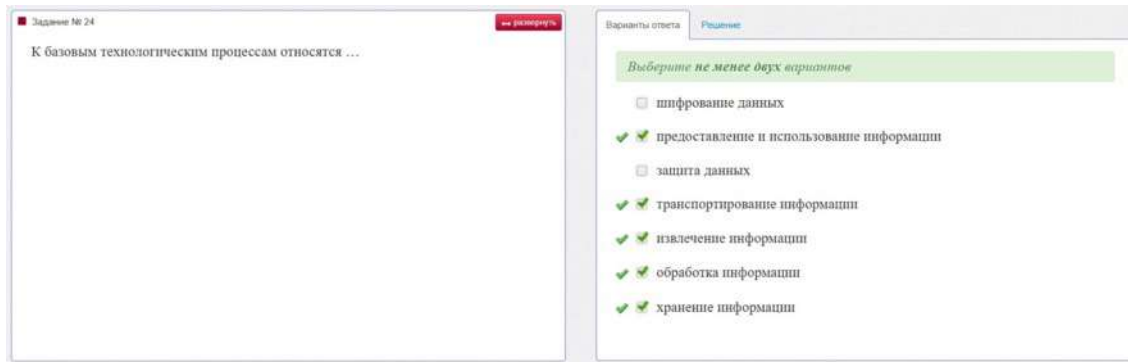 Задание № 24
развернуть
К базовым технологическим процессам относятся …
Варианты ответа
Решение
Выберите не менее двух вариантов
шифрование данных
предоставление и использование информации
защита данных
транспортирование информации
извлечение информации
обработка информации
хранение информации